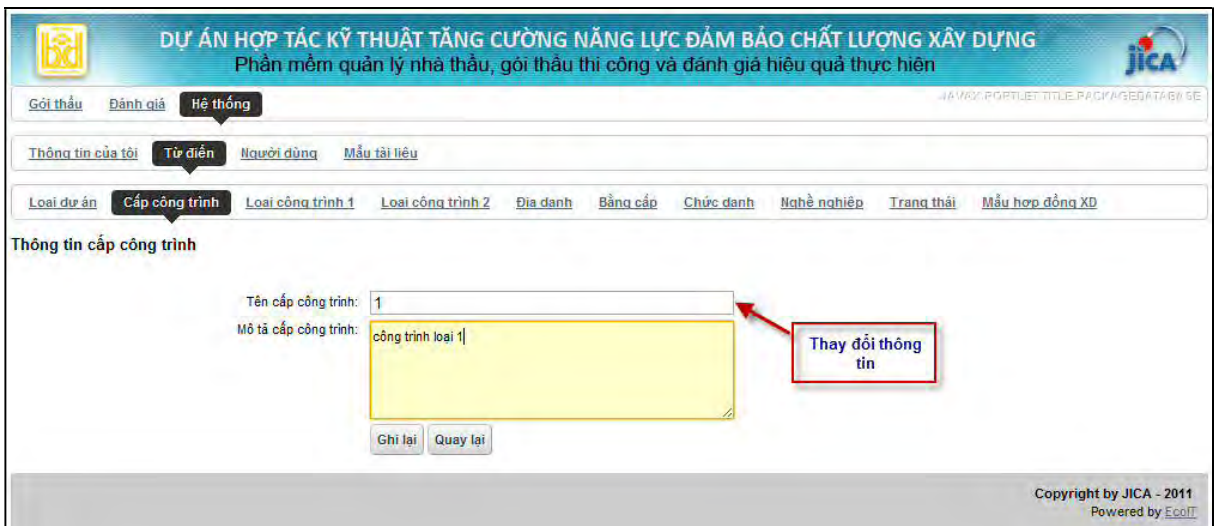 DỰ ÁN HỢP TÁC KỸ THUẬT TĂNG CƯỜNG NĂNG LỰC ĐẢM BẢO CHẤT LƯỢNG XÂY DỰNG
Phần mềm quản lý nhà thầu, gói thầu thi công và đánh giá hiệu quả thực hiện
jICA
Gói thầu Đánh giá Hệ thống JAVAX.PORTLET.TITLE.PACKAGEDATABASE
Thông tin của tôi Từ điển Người dùng Mẫu tài liệu
Loại dự án Cấp công trình Loại công trình 1 Loại công trình 2 Địa danh Bằng cấp Chức danh Nghề nghiệp Trạng thái Mẫu hợp đồng XD
Thông tin cấp công trình
Tên cấp công trình: 1
Mô tả cấp công trình: công trình loại 1
Thay đổi thông
tin
Ghi lại Quay lại
Copyright by JICA - 2011
Powered by EcoIT